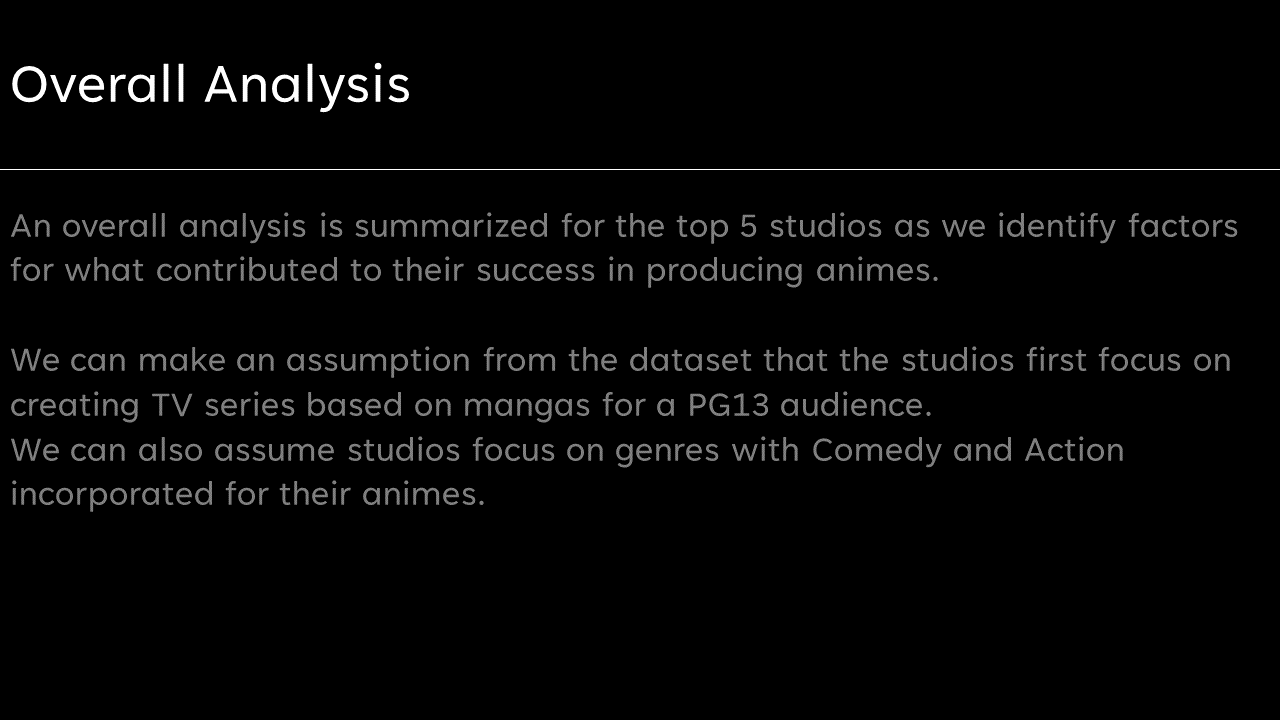 Overall Analysis
An overall analysis is summarized for the top 5 studios as we identify factors
for what contributed to their success in producing animes.
We can make an assumption from the dataset that the studios first focus on
creating TV series based on mangas for a PG13 audience.
We can also assume studios focus on genres with Comedy and Action
incorporated for their animes.